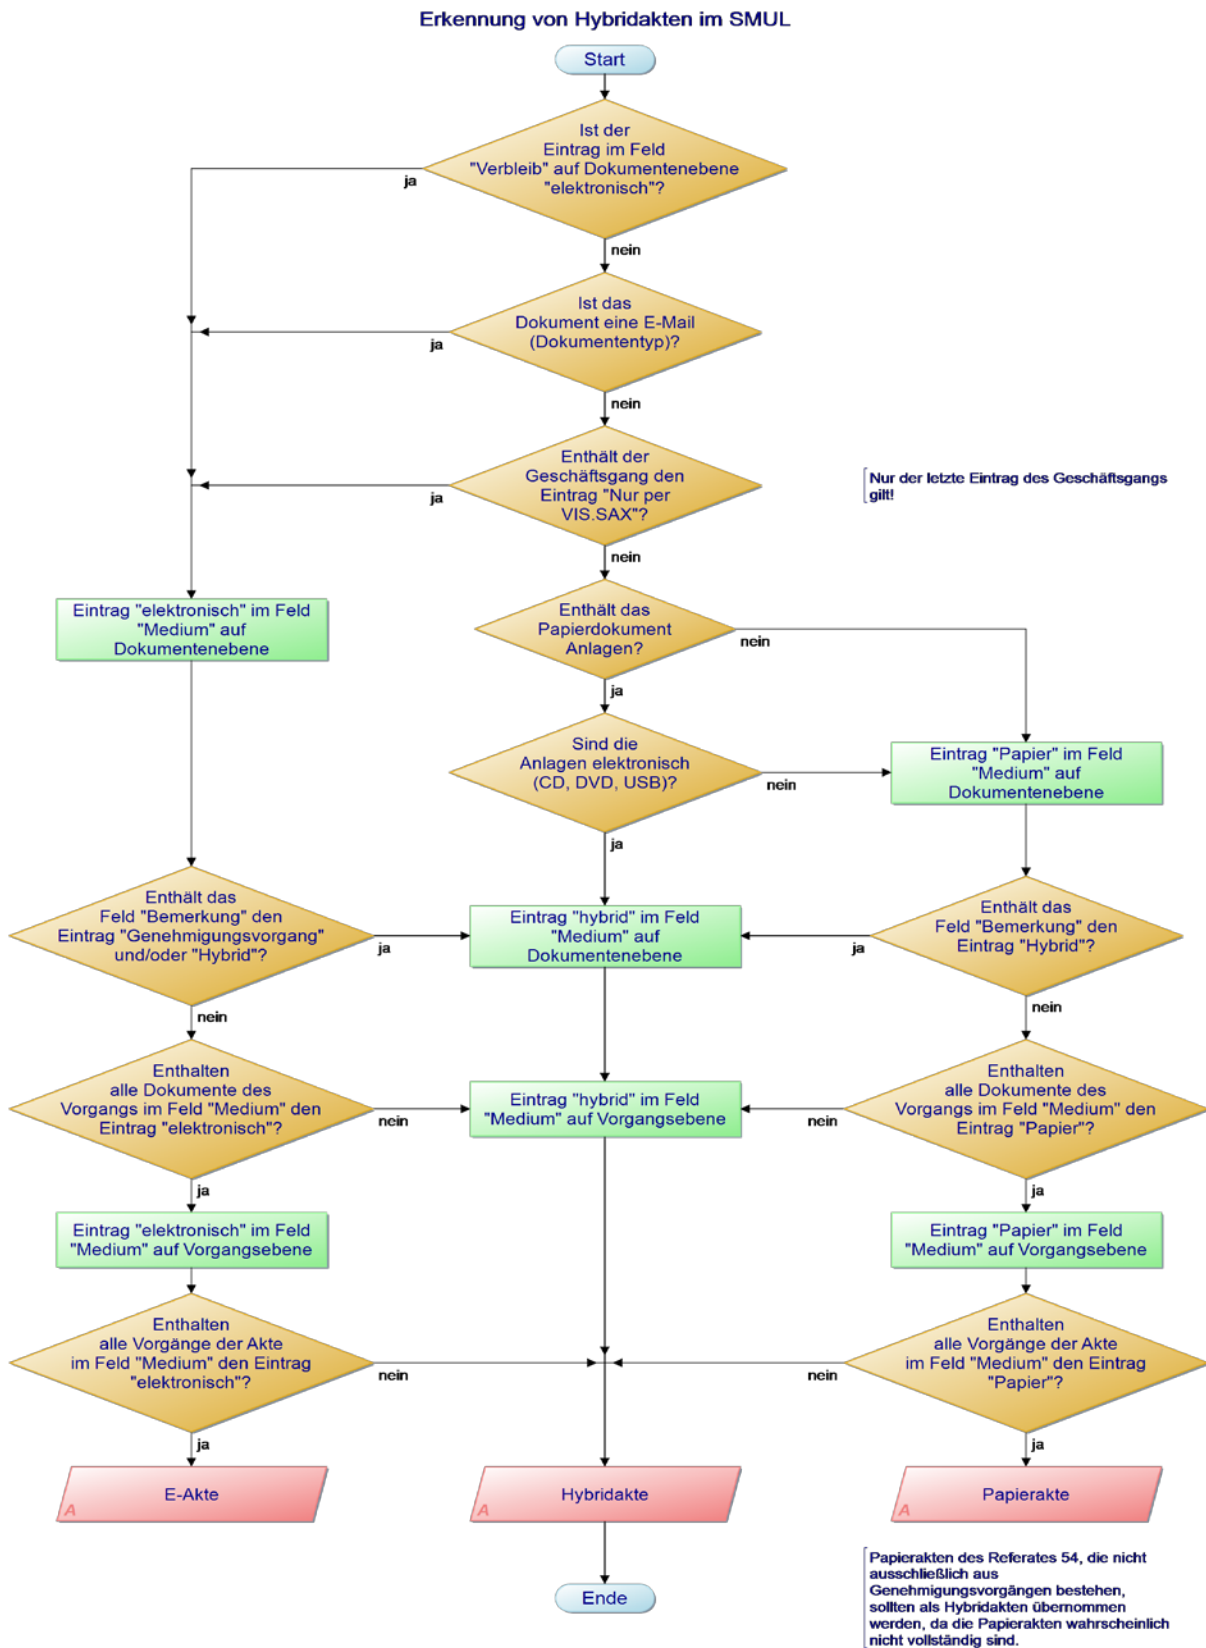 Erkennung von Hybridakten im SMUL
Start
Ist der
Eintrag im Feld
"Verbleib" auf Dokumentenebene
"elektronisch"?
ja
nein
Ist das
Dokument eine E-Mail
(Dokumententyp)?
ja
nein
Enthält der
Geschäftsgang den
Eintrag "Nur per
VIS.SAX"?
ja
nein
Nur der letzte Eintrag des Geschäftsgangs
gilt!
Eintrag "elektronisch" im Feld
"Medium" auf
Dokumentenebene
Enthält das
Papierdokument
Anlagen?
nein
ja
Sind die
Anlagen elektronisch
(CD, DVD, USB)?
nein
ja
Eintrag "Papier" im Feld
"Medium" auf
Dokumentenebene
Enthält das
Feld "Bemerkung" den
Eintrag "Genehmigungsvorgang"
und/oder "Hybrid"?
ja
nein
Eintrag "hybrid" im Feld
"Medium" auf
Dokumentenebene
Enthält das
Feld "Bemerkung" den
Eintrag "Hybrid"?
ja
nein
Enthalten
alle Dokumente des
Vorgangs im Feld "Medium" den
Eintrag "elektronisch"?
nein
ja
Eintrag "hybrid" im Feld
"Medium" auf Vorgangsebene
Enthalten
alle Dokumente des
Vorgangs im Feld "Medium" den
Eintrag "Papier"?
nein
ja
Eintrag "elektronisch" im Feld
"Medium" auf Vorgangsebene
Eintrag "Papier" im Feld
"Medium" auf Vorgangsebene
Enthalten
alle Vorgänge der Akte
im Feld "Medium" den Eintrag
"elektronisch"?
nein
ja
Enthalten
alle Vorgänge der Akte
im Feld "Medium" den Eintrag
"Papier"?
nein
ja
E-Akte
A
Hybridakte
A
Papierakte
A
Ende
Papierakten des Referates 54, die nicht
ausschließlich aus
Genehmigungsvorgängen bestehen,
sollten als Hybridakten übernommen
werden, da die Papierakten wahrscheinlich
nicht vollständig sind.